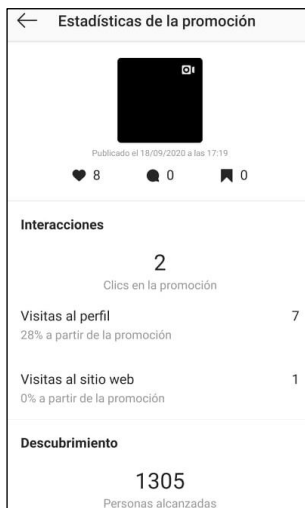 Estadísticas de la promoción
Publicado el 18/09/2020 a las 17:19
8 0 0
Interacciones
2
Clics en la promoción
Visitas al perfil 7
28% a partir de la promoción
Visitas al sitio web 1
0% a partir de la promoción
Descubrimiento
1305
Personas alcanzadas